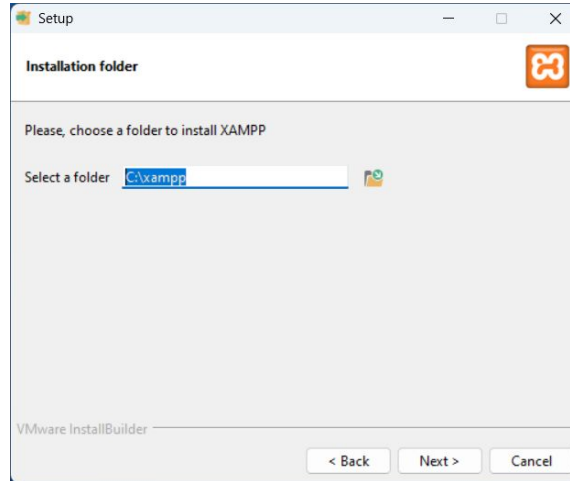 Setup
Installation folder
Please, choose a folder to install XAMPP
Select a folder C:\xampp
VMware InstallBuilder
< Back Next > Cancel